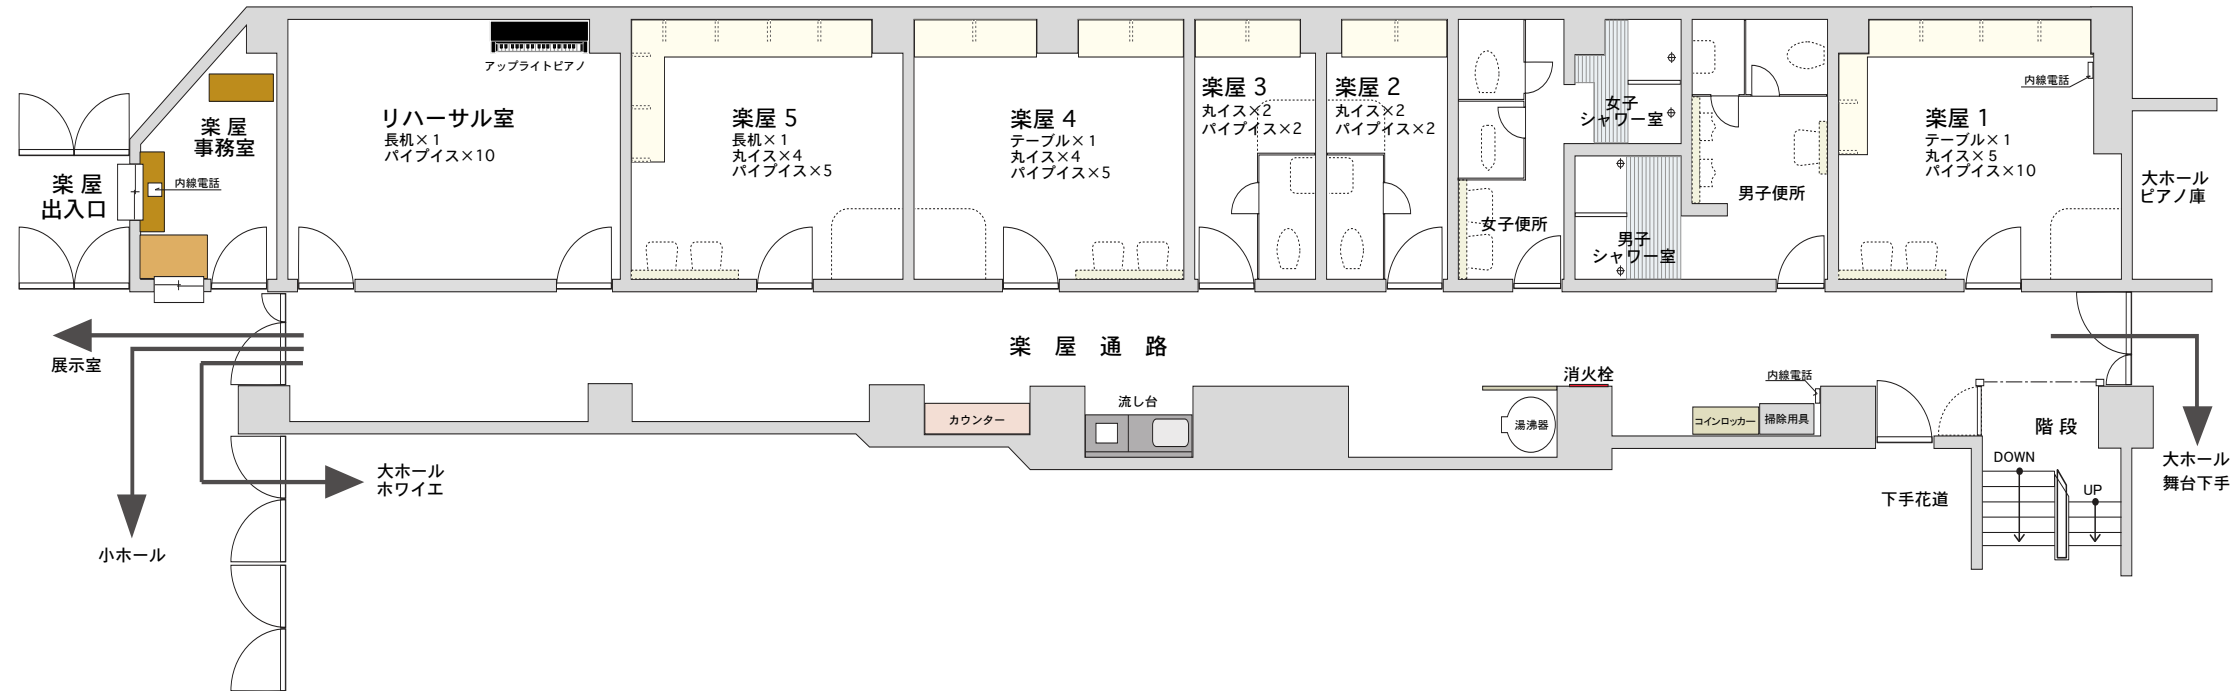 アップライトピアノ
リハーサル室
長机×1
パイプイス×10
楽屋 5
長机×1
丸イス×4
パイプイス×5
楽屋 4
テーブル×1
丸イス×4
パイプイス×5
楽屋 3
丸イス×2
パイプイス×2
楽屋 2
丸イス×2
パイプイス×2
女子
シャワー室
男子
シャワー室
女子便所
男子便所
楽屋 1
テーブル×1
丸イス×5
パイプイス×10
内線電話
大ホール
ピアノ庫
楽 屋
事務室
内線電話
楽 屋
出入口
楽 屋 通 路
展示室
小ホール
大ホール
ホワイエ
カウンター
流し台
湯沸器
消火栓
内線電話
コインロッカー
掃除用具
下手花道
階 段
DOWN
UP
大ホール
舞台下手